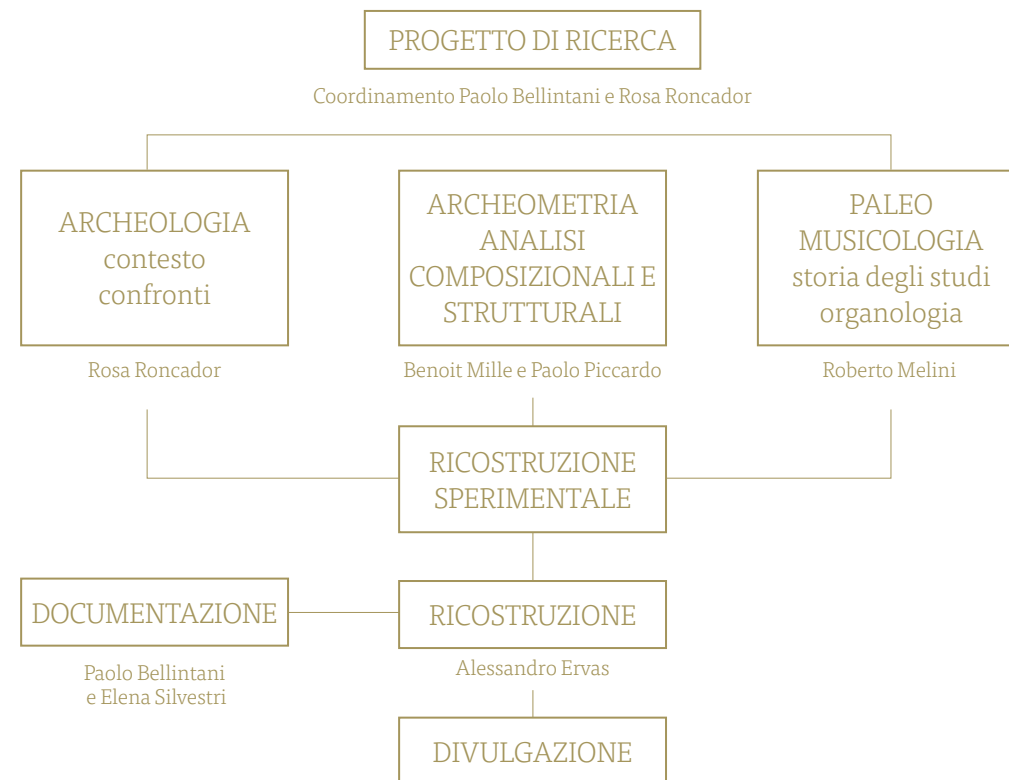 PROGETTO DI RICERCA
Coordinamento Paolo Bellintani e Rosa Roncador
ARCHEOLOGIA
contesto
confronti
Rosa Roncador
ARCHEOMETRIA
ANALISI
COMPOSIZIONALI E
STRUTTURALI
Benoit Mille e Paolo Piccardo
PALEO
MUSICOLOGIA
storia degli studi
organologia
Roberto Melini
RICOSTRUZIONE
SPERIMENTALE
DOCUMENTAZIONE
Paolo Bellintani
e Elena Silvestri
RICOSTRUZIONE
Alessandro Ervas
DIVULGAZIONE